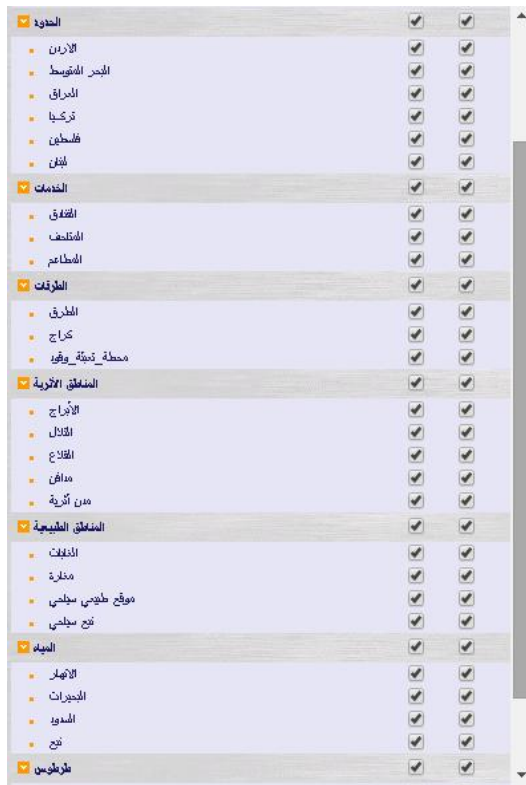 الحدود
الاردن
البحر المتوسط
العراق
تركيا
فلسطين
لبنان
الخدمات
الفنادق
المتاحف
المطاعم
الطرقات
الطرق
كراج
محطة_تعبئة_وقود
المناطق الأثرية
الأبراج
التلال
القلاع
مدافن
مدن أثرية
المناطق الطبيعية
الغابات
مغارة
موقع طبيعي سياحي
نبع سياحي
المياه
الانهار
البحيرات
السدود
نبع
طرطوس